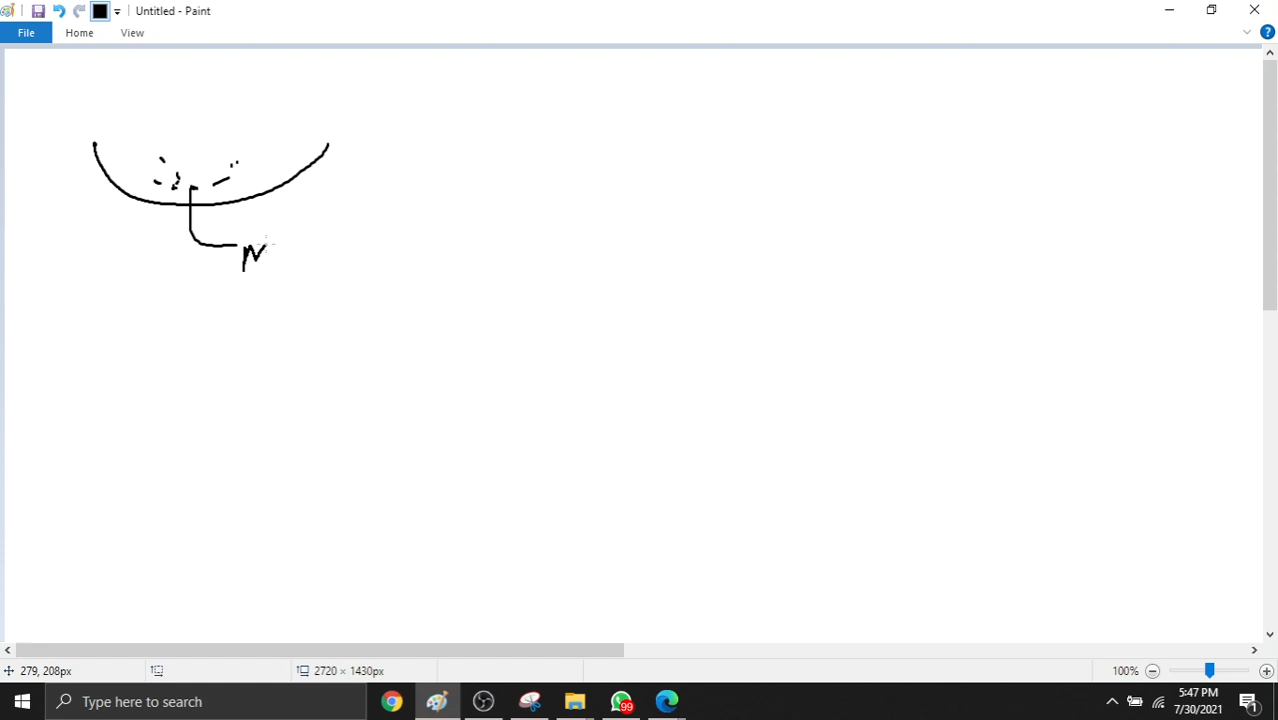 Untitled - Paint
File Home View
N
279, 208px
2720 × 1430px
100%
Type here to search
99
5:47 PM
7/30/2021
1